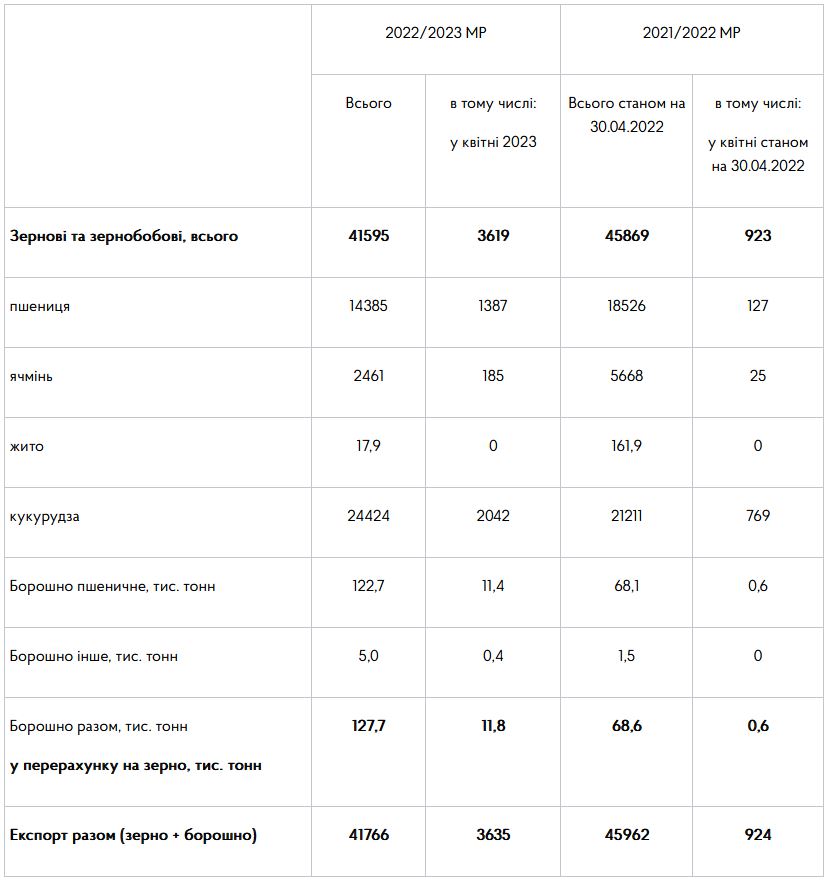 2022/2023 МР 2021/2022 МР
Всього в тому числі: Всього станом на в тому числі:
30.04.2022
у квітні 2023 у квітні станом
на 30.04.2022
Зернові та зернобобові, всього 41595 3619 45869 923
пшениця 14385 1387 18526 127
ячмінь 2461 185 5668 25
жито 17,9 0 161,9 0
кукурудза 24424 2042 21211 769
Борошно пшеничне, тис. тонн 122,7 11,4 68,1 0,6
Борошно інше, тис. тонн 5,0 0,4 1,5 0
Борошно разом, тис. тонн 127,7 11,8 68,6 0,6
у перерахунку на зерно, тис. тонн
Експорт разом (зерно + борошно) 41766 3635 45962 924